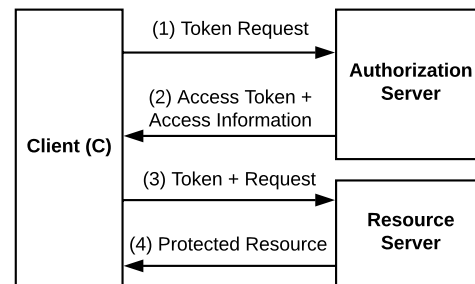 (1) Token Request
Authorization
Server
(2) Access Token +
Access Information
Client (C)
(3) Token + Request
Resource
Server
(4) Protected Resource